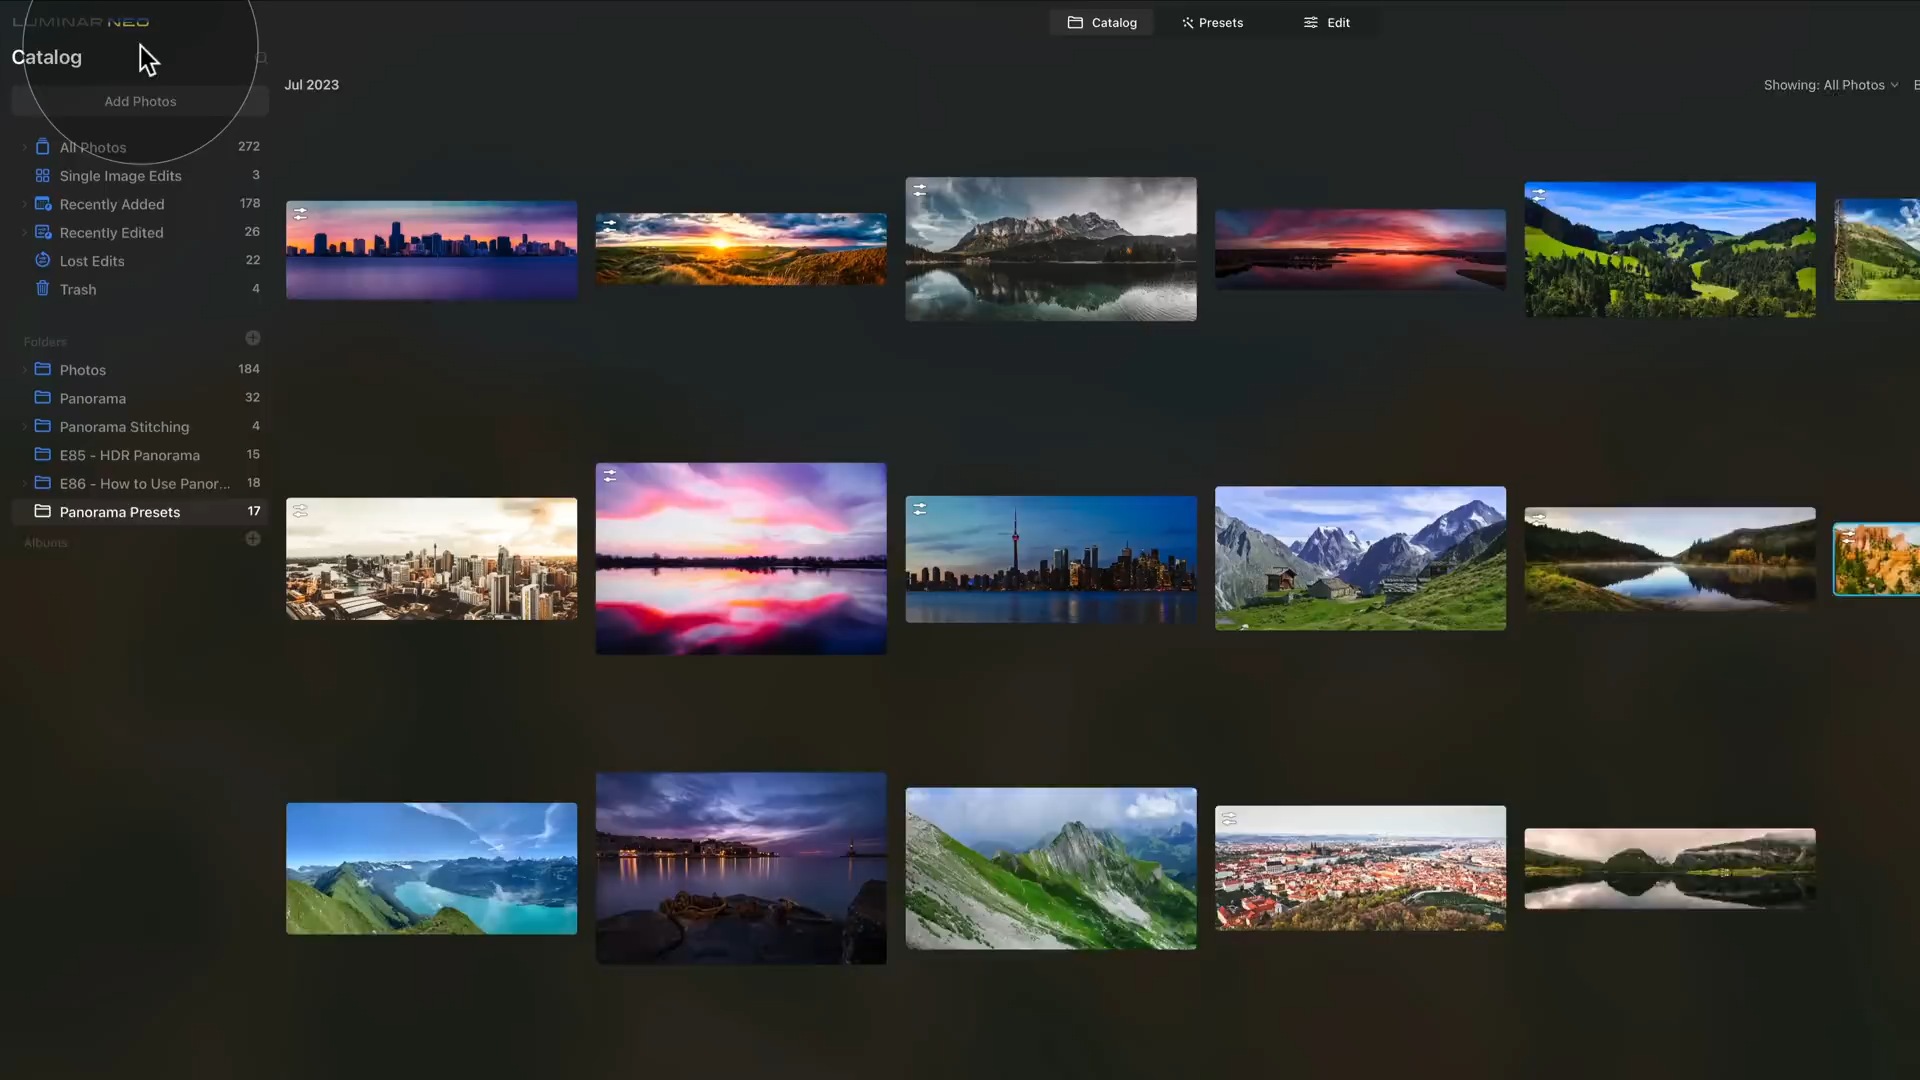 LUMINAR NEO
Catalog
Presets
Edit
Catalog
Add Photos
Jul 2023
Showing: All Photos
All Photos 272
Single Image Edits 3
Recently Added 178
Recently Edited 26
Lost Edits 22
Trash 4
Folders
Photos 184
Panorama 32
Panorama Stitching 4
E85 - HDR Panorama 15
E86 - How to Use Panor... 18
Panorama Presets 17
Albums